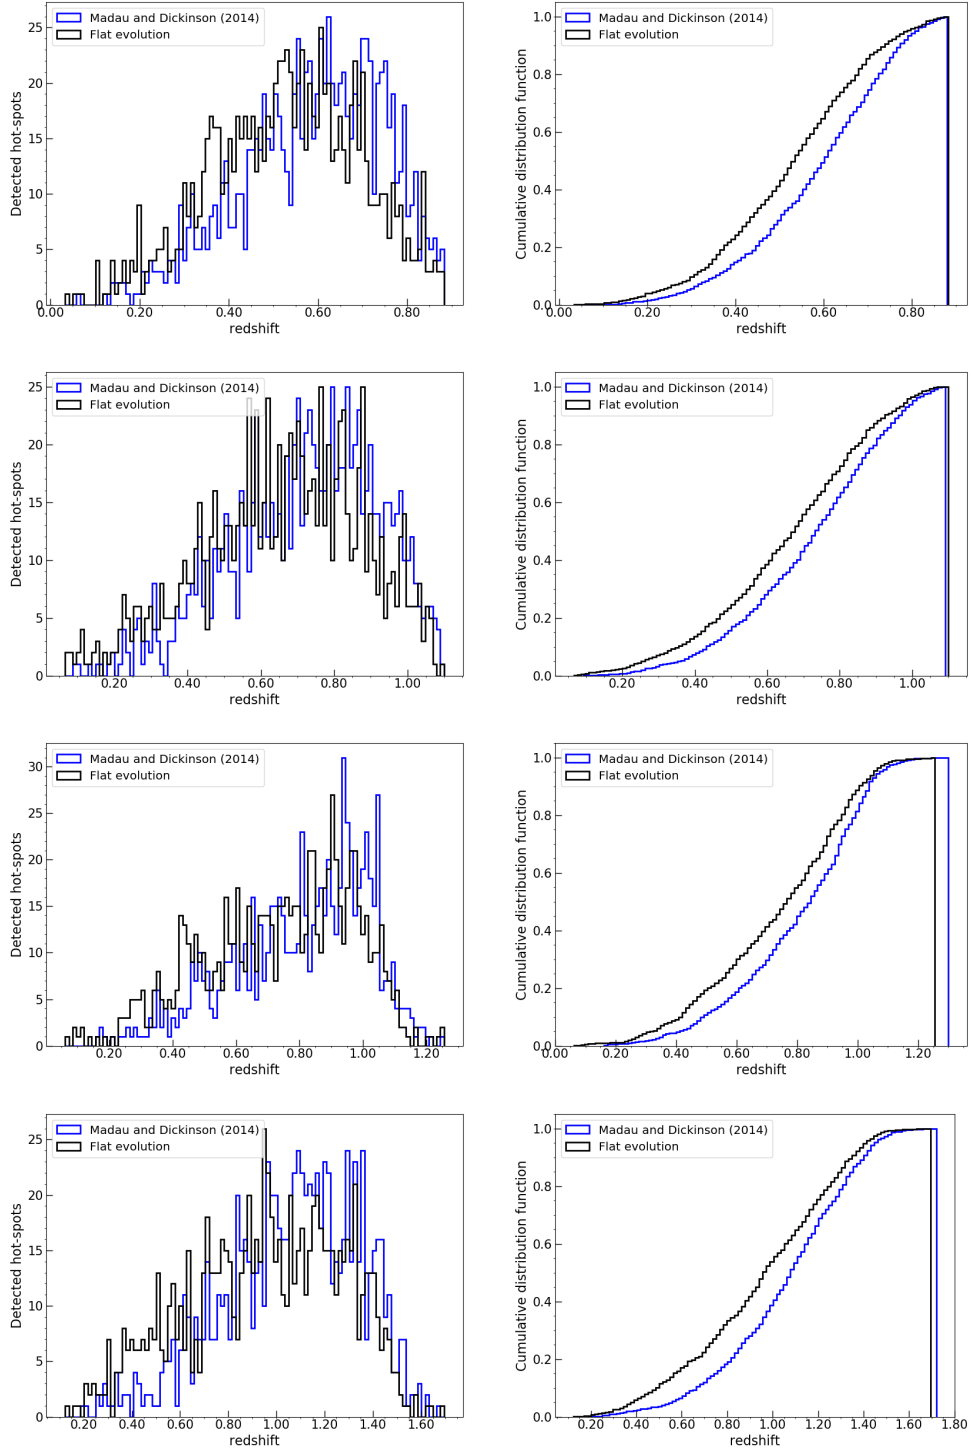 Madau and Dickinson (2014)
Flat evolution
Detected hot-spots
25
20
15
10
5
0
0.00 0.20 0.40 0.60 0.80
redshift
Madau and Dickinson (2014)
Flat evolution
Cumulative distribution function
1.0
0.8
0.6
0.4
0.2
0.0
0.00 0.20 0.40 0.60 0.80
redshift
Madau and Dickinson (2014)
Flat evolution
Detected hot-spots
25
20
15
10
5
0
0.20 0.40 0.60 0.80 1.00
redshift
Madau and Dickinson (2014)
Flat evolution
Cumulative distribution function
1.0
0.8
0.6
0.4
0.2
0.0
0.20 0.40 0.60 0.80 1.00
redshift
Madau and Dickinson (2014)
Flat evolution
Detected hot-spots
30
25
20
15
10
5
0
0.20 0.40 0.60 0.80 1.00 1.20
redshift
Madau and Dickinson (2014)
Flat evolution
Cumulative distribution function
1.0
0.8
0.6
0.4
0.2
0.0
0.00 0.20 0.40 0.60 0.80 1.00 1.20
redshift
Madau and Dickinson (2014)
Flat evolution
Detected hot-spots
25
20
15
10
5
0
0.20 0.40 0.60 0.80 1.00 1.20 1.40 1.60
redshift
Madau and Dickinson (2014)
Flat evolution
Cumulative distribution function
1.0
0.8
0.6
0.4
0.2
0.0
0.20 0.40 0.60 0.80 1.00 1.20 1.40 1.60 1.80
redshift